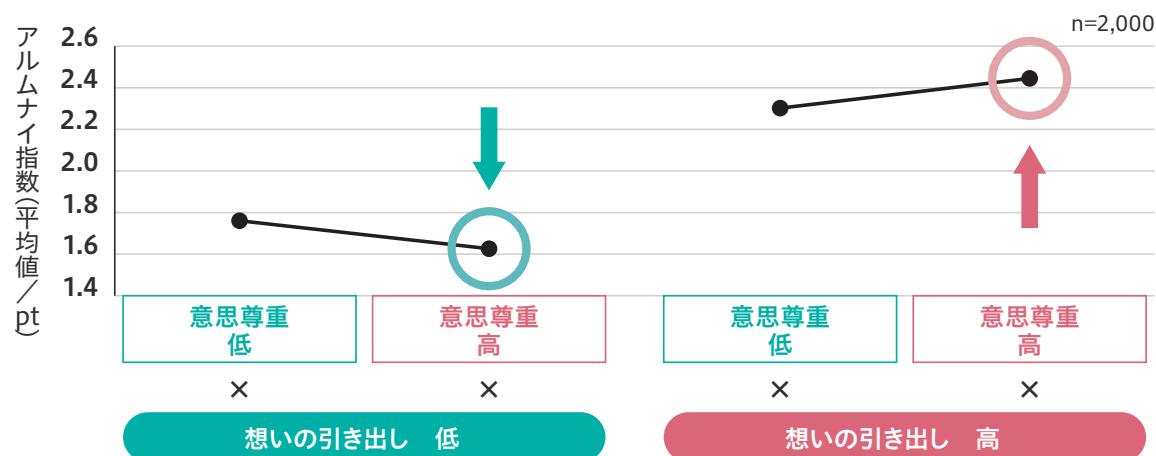 n=2,000
アルムナイ指数(平均値/pt)
2.6
2.4
2.2
2.0
1.8
1.6
1.4
意思尊重
低
意思尊重
高
意思尊重
低
意思尊重
高
×
×
×
×
想いの引き出し 低
想いの引き出し 高